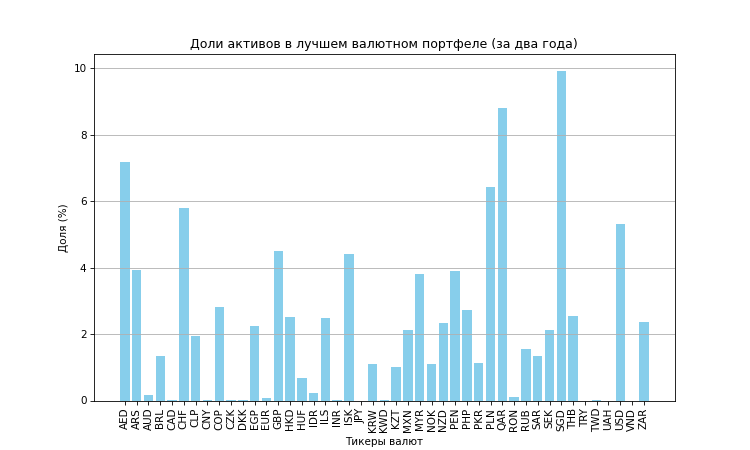 Доли активов в лучшем валютном портфеле (за два года)
Доля (%)
10
8
6
4
2
0
AED ARS AUD BRL CAD CHF CLP CNY COP CZK DKK EGP EUR GBP HKD HUF IDR ILS INR ISK JPY KRW KWD KZT MXN MYR NOK NZD PEN PHP PKR PLN QAR RON RUB SAR SEK SGD THB TRY TWD UAH USD VND ZAR
Тикеры валют